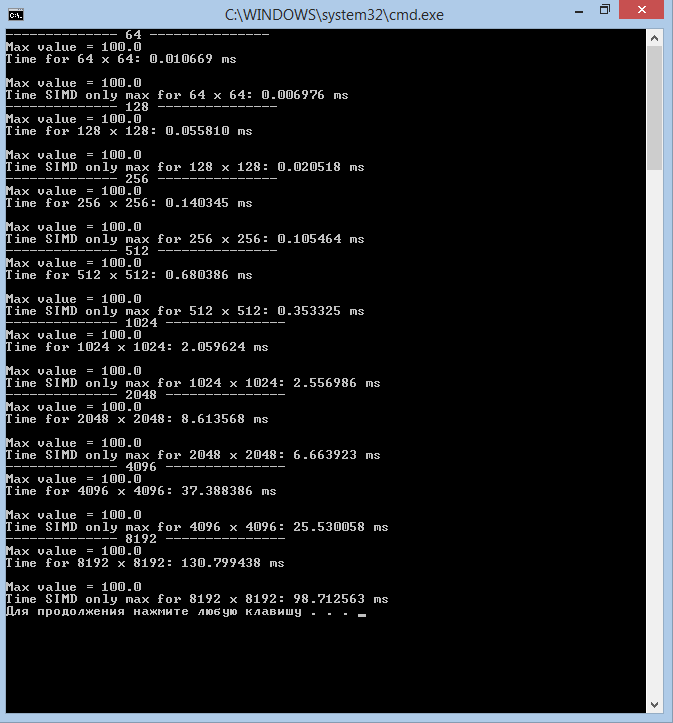 C:\WINDOWS\system32\cmd.exe
-------------- 64 ---------------
Max value = 100.0
Time for 64 x 64: 0.010669 ms
Max value = 100.0
Time SIMD only max for 64 x 64: 0.006976 ms
-------------- 128 ---------------
Max value = 100.0
Time for 128 x 128: 0.055810 ms
Max value = 100.0
Time SIMD only max for 128 x 128: 0.020518 ms
-------------- 256 ---------------
Max value = 100.0
Time for 256 x 256: 0.140345 ms
Max value = 100.0
Time SIMD only max for 256 x 256: 0.105464 ms
-------------- 512 ---------------
Max value = 100.0
Time for 512 x 512: 0.680386 ms
Max value = 100.0
Time SIMD only max for 512 x 512: 0.353325 ms
-------------- 1024 ---------------
Max value = 100.0
Time for 1024 x 1024: 2.059624 ms
Max value = 100.0
Time SIMD only max for 1024 x 1024: 2.556986 ms
-------------- 2048 ---------------
Max value = 100.0
Time for 2048 x 2048: 8.613568 ms
Max value = 100.0
Time SIMD only max for 2048 x 2048: 6.663923 ms
-------------- 4096 ---------------
Max value = 100.0
Time for 4096 x 4096: 37.388386 ms
Max value = 100.0
Time SIMD only max for 4096 x 4096: 25.530058 ms
-------------- 8192 ---------------
Max value = 100.0
Time for 8192 x 8192: 130.799438 ms
Max value = 100.0
Time SIMD only max for 8192 x 8192: 98.712563 ms
Для продолжения нажмите любую клавишу . . . _